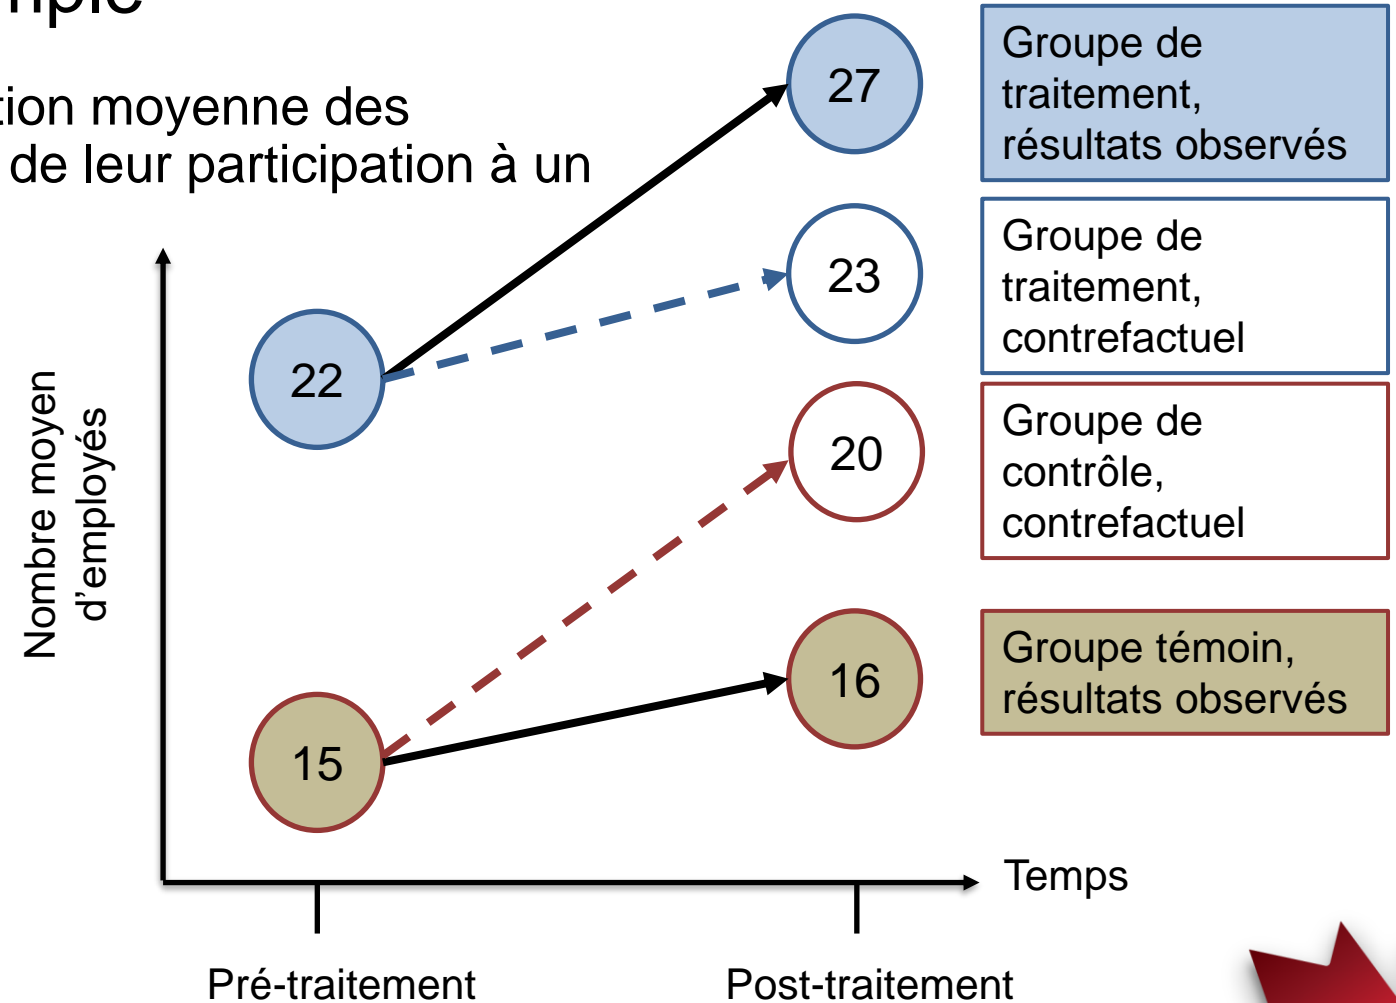 tion moyenne des
de leur participation à un
27
Groupe de
traitement,
résultats observés
23
Groupe de
traitement,
contrefactuel
22
20
Groupe de
contrôle,
contrefactuel
Nombre moyen
d’employés
15
16
Groupe témoin,
résultats observés
Temps
Pré-traitement
Post-traitement